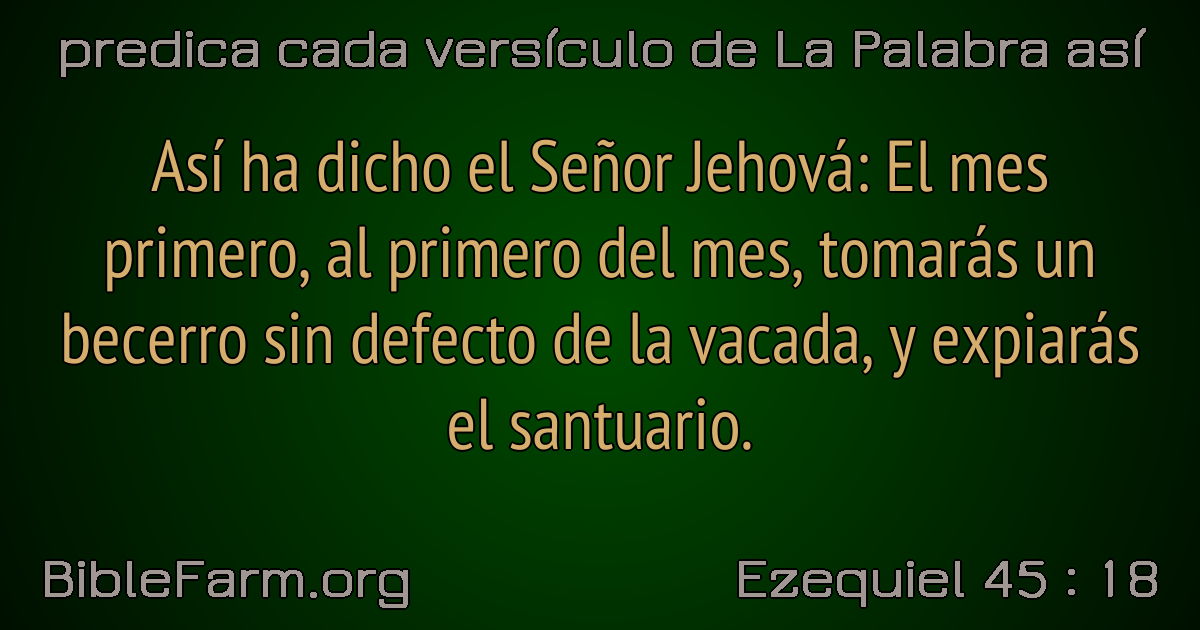 predica cada versículo de La Palabra así
Así ha dicho el Señor Jehová: El mes
primero, al primero del mes, tomarás un
becerro sin defecto de la vacada, y expiarás
el santuario.
BibleFarm.org
Ezequiel 45 : 18